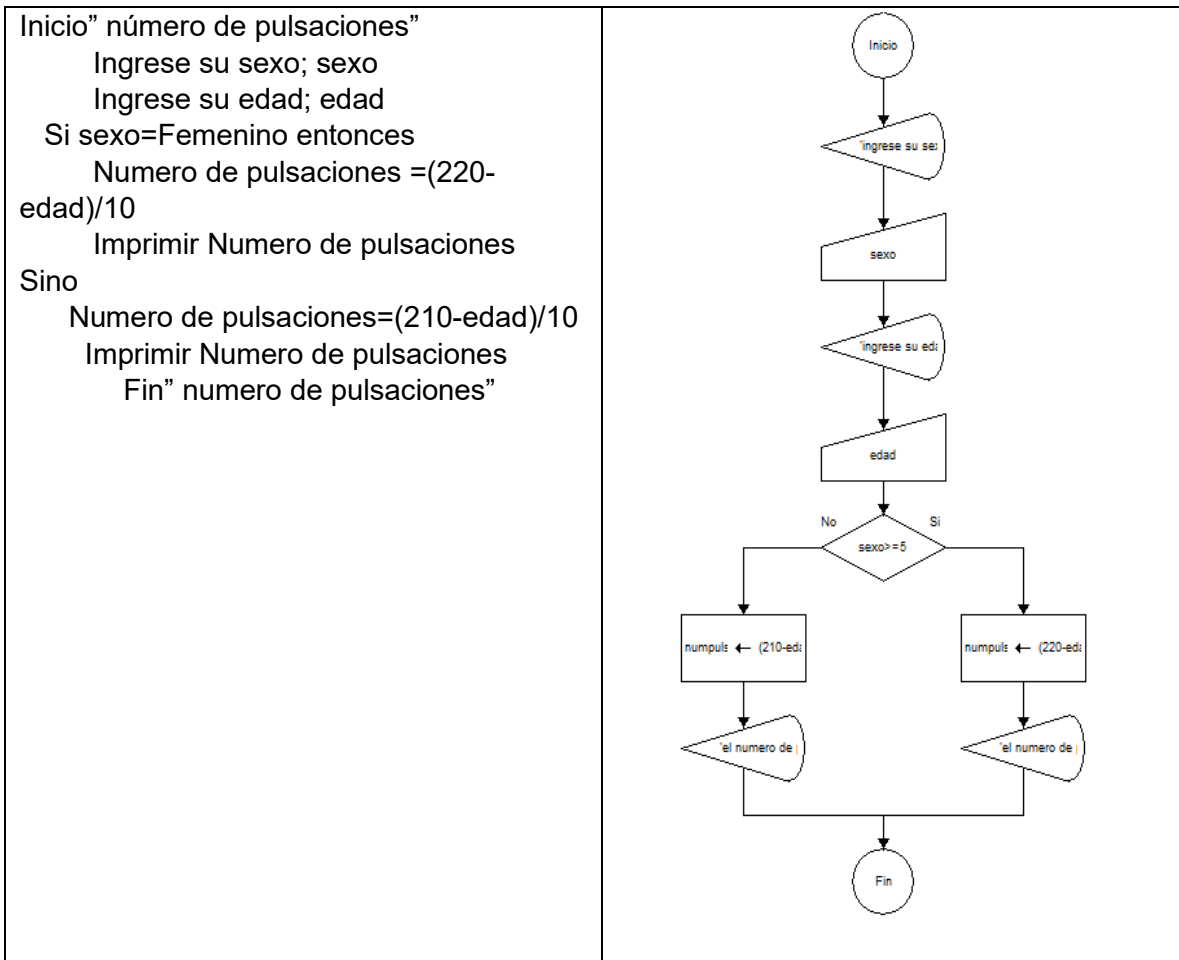 Inicio” número de pulsaciones”
Ingrese su sexo; sexo
Ingrese su edad; edad
Si sexo=Femenino entonces
Numero de pulsaciones =(220-
edad)/10
Imprimir Numero de pulsaciones
Sino
Numero de pulsaciones=(210-edad)/10
Imprimir Numero de pulsaciones
Fin” numero de pulsaciones”
Inicio
'ingrese su sex
sexo
'ingrese su eda
edad
No
Si
sexo>=5
numpuls ← (210-eda
numpuls ← (220-eda
'el numero de
'el numero de
Fin